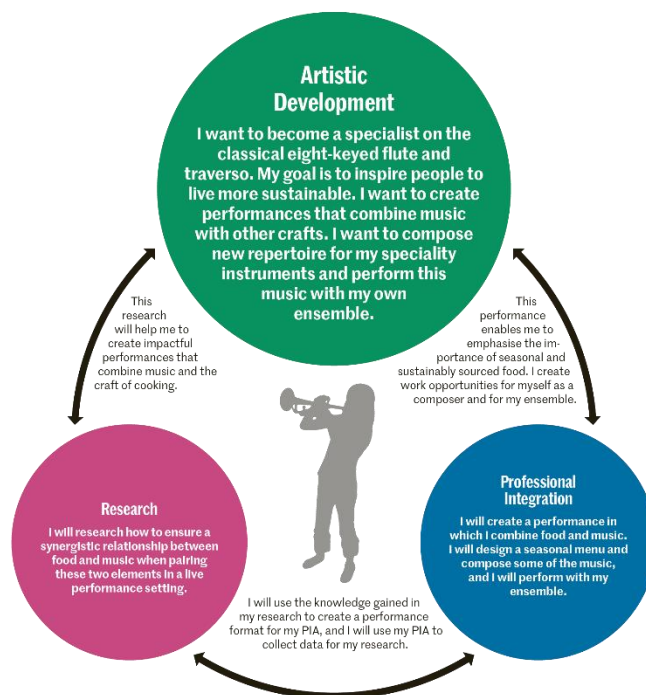 Artistic
Development
I want to become a specialist on the
classical eight-keyed flute and
traverso. My goal is to inspire people to
live more sustainable. I want to create
performances that combine music
with other crafts. I want to compose
new repertoire for my speciality
instruments and perform this
music with my own
ensemble.
This
research
will help me to
create impactful
performances that
combine music and the
craft of cooking.
This
performance
enables me to
emphasise the im-
portance of seasonal and
sustainably sourced food. I create
work opportunities for myself as a
composer and for my ensemble.
Research
I will research how to ensure a
synergistic relationship between
food and music when pairing
these two elements in a live
performance setting.
Professional
Integration
I will create a performance in
which I combine food and music.
I will design a seasonal menu and
compose some of the music,
and I will perform with my
ensemble.
I will use the knowledge gained in
my research to create a performance
format for my PIA, and I will use my PIA to
collect data for my research.